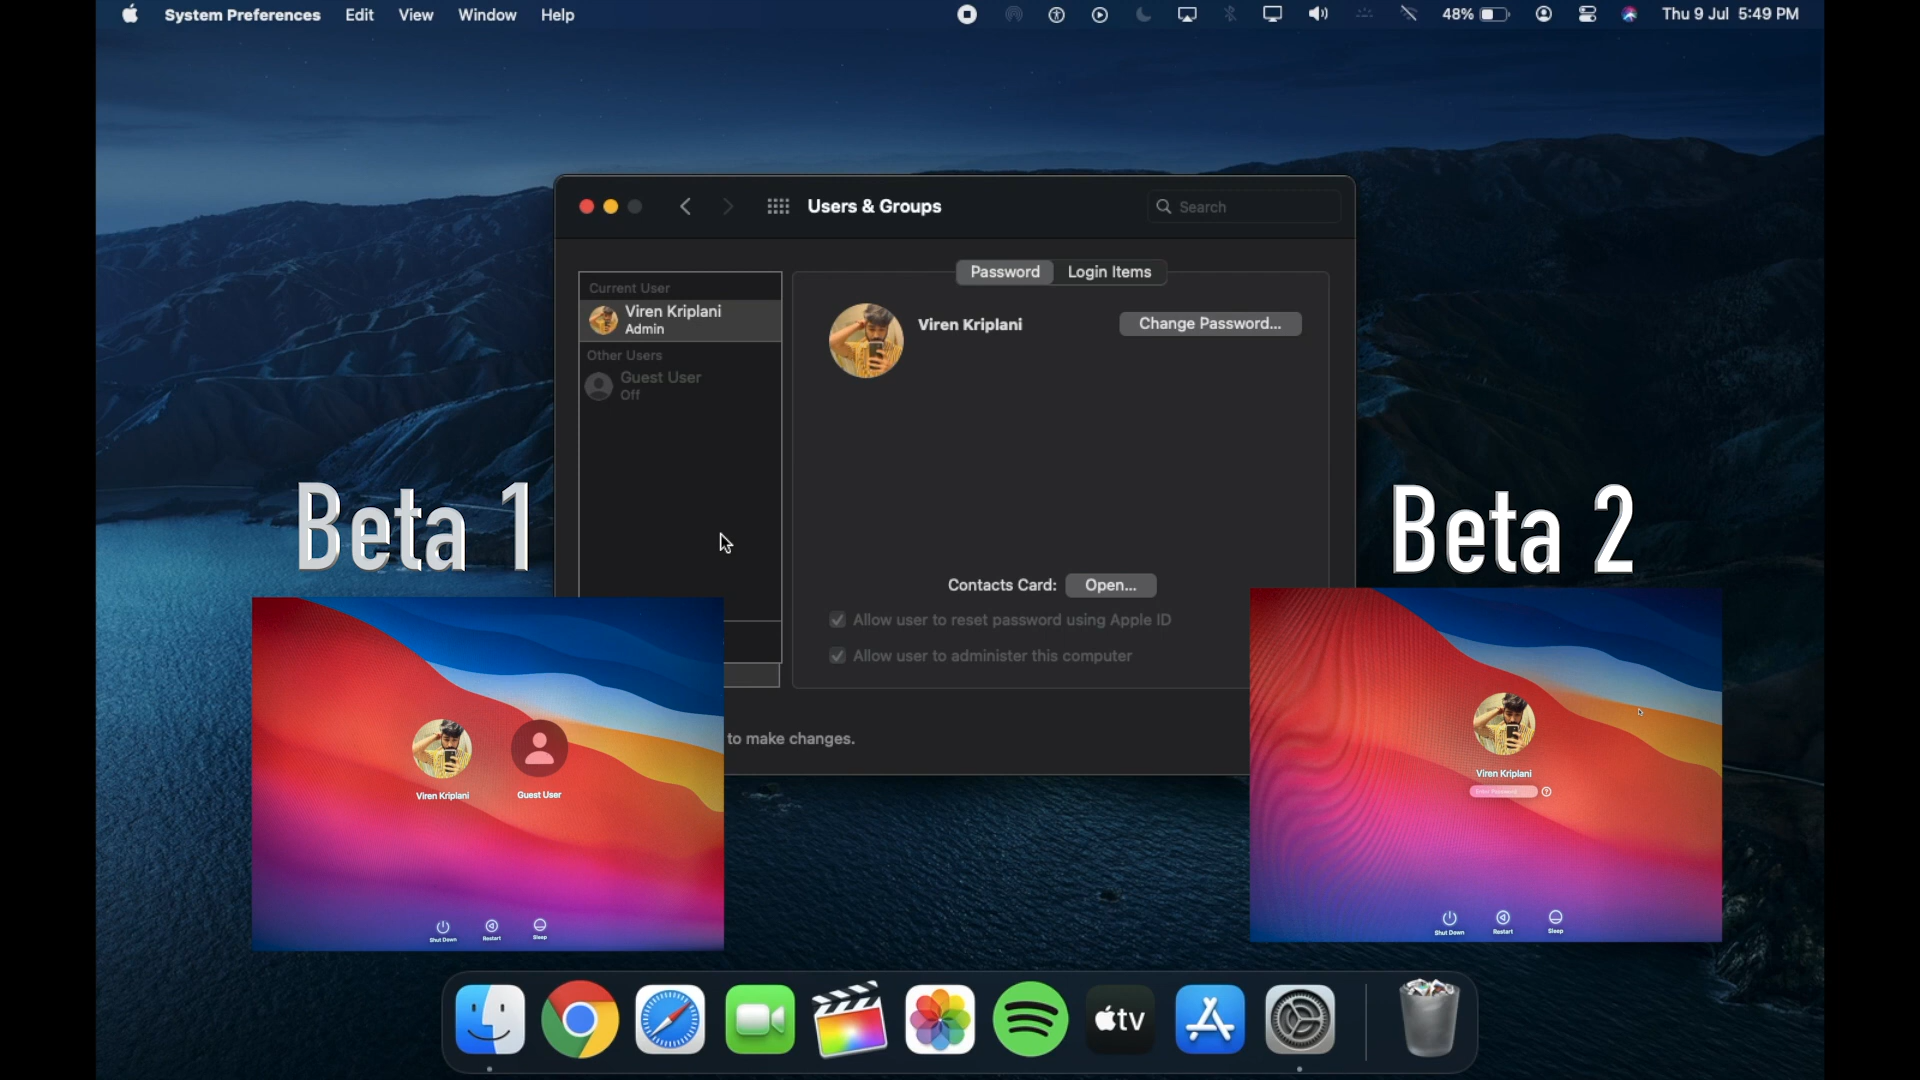 System Preferences Edit View Window Help 48% Thu 9 Jul 5:49 PM
Users & Groups
Search
Password Login Items
Current User
Viren Kriplani
Admin
Other Users
Guest User
Off
Viren Kriplani
Change Password...
Contacts Card: Open...
Allow user to reset password using Apple ID
Allow user to administer this computer
to make changes.
Beta 1
Viren Kriplani
Guest User
Shut Down
Restart
Sleep
Beta 2
Viren Kriplani
Enter Password
Shut Down
Restart
Sleep
tv